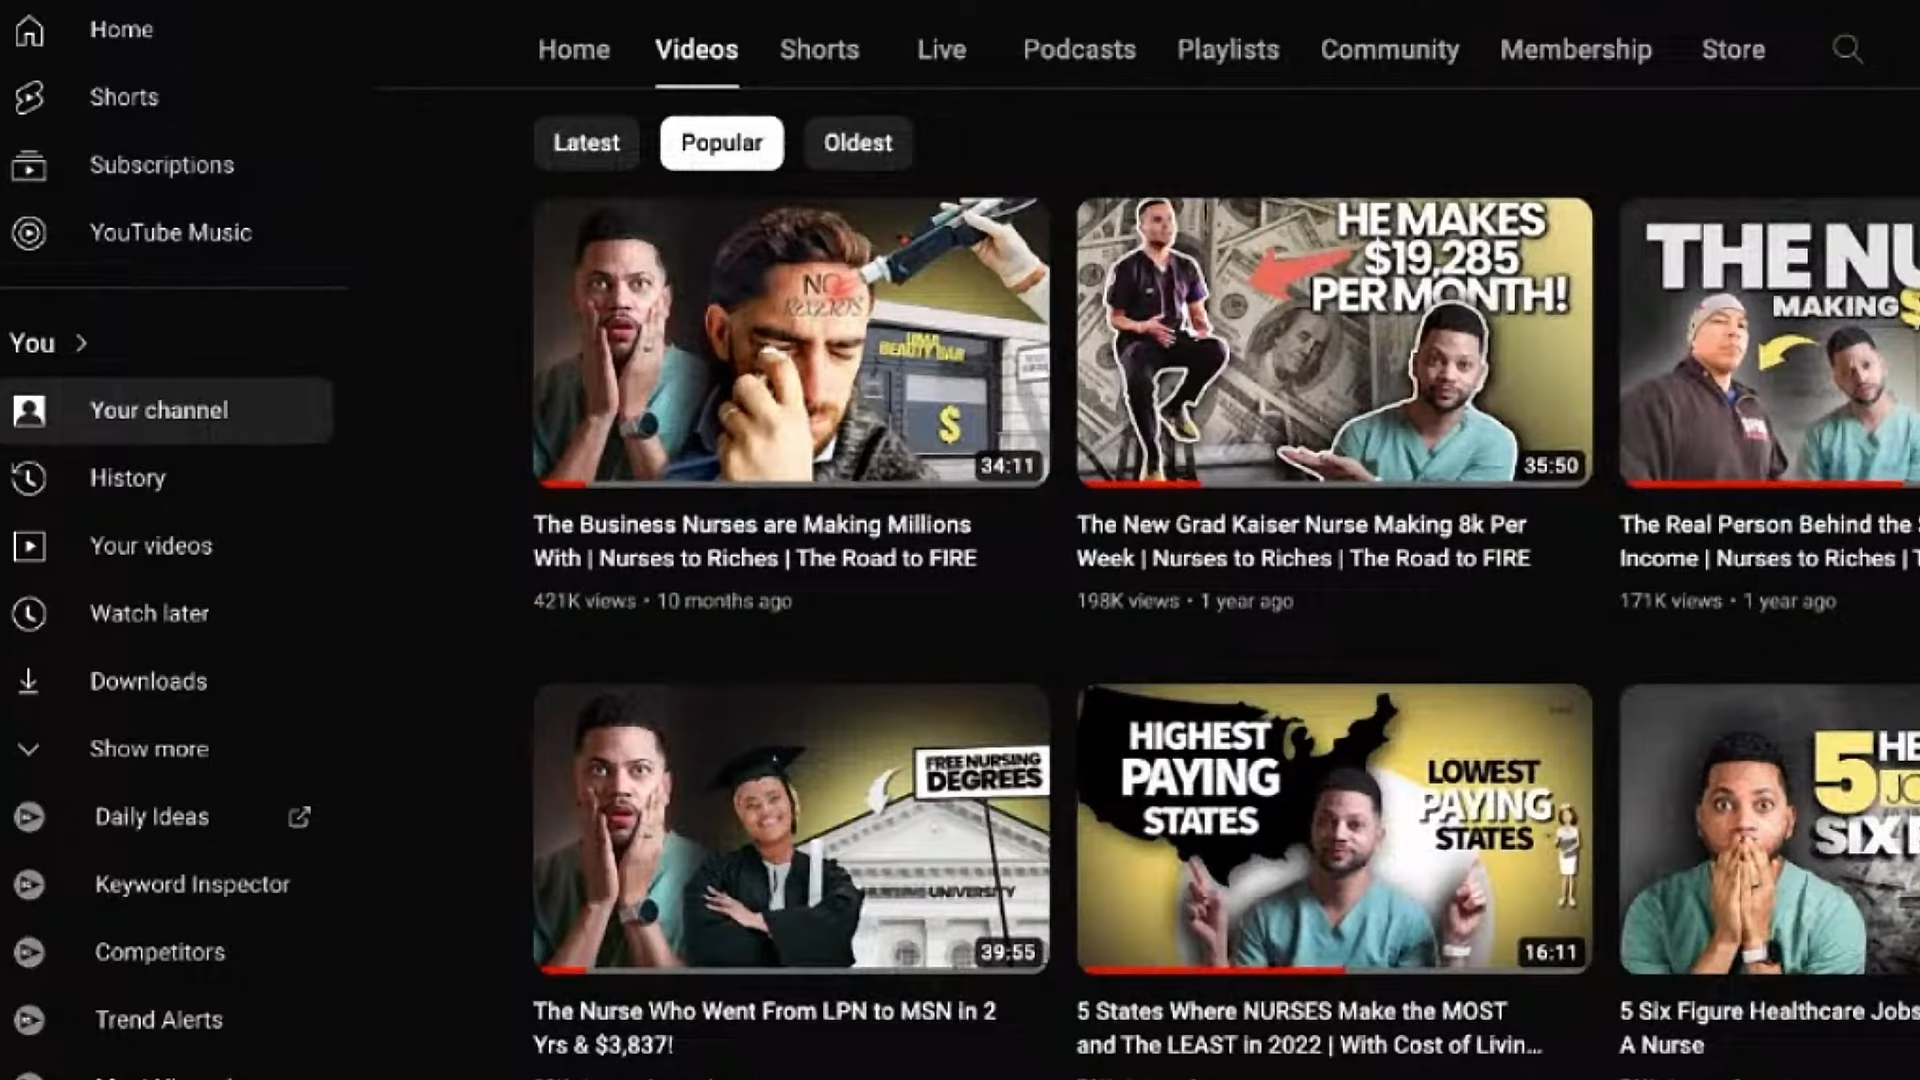 Home
Shorts
Subscriptions
YouTube Music
You
Your channel
History
Your videos
Watch later
Downloads
Show more
Daily Ideas
Keyword Inspector
Competitors
Trend Alerts
Home Videos Shorts Live Podcasts Playlists Community Membership Store
Latest Popular Oldest
NO
BEAUTY BAR
$
34:11
The Business Nurses are Making Millions
With | Nurses to Riches | The Road to FIRE
421K views • 10 months ago
HE MAKES
$19,285
PER MONTH!
35:50
The New Grad Kaiser Nurse Making 8k Per
Week | Nurses to Riches | The Road to FIRE
198K views • 1 year ago
THE NU
MAKING $
The Real Person Behind the
Income | Nurses to Riches | T
171K views • 1 year ago
FREE NURSING
DEGREES
UNIVERSITY
39:55
The Nurse Who Went From LPN to MSN in 2
Yrs & $3,837!
HIGHEST
PAYING
STATES
LOWEST
PAYING
STATES
16:11
5 States Where NURSES Make the MOST
and The LEAST in 2022 | With Cost of Livin...
5 HE
JO
SIX
5 Six Figure Healthcare Jobs
A Nurse